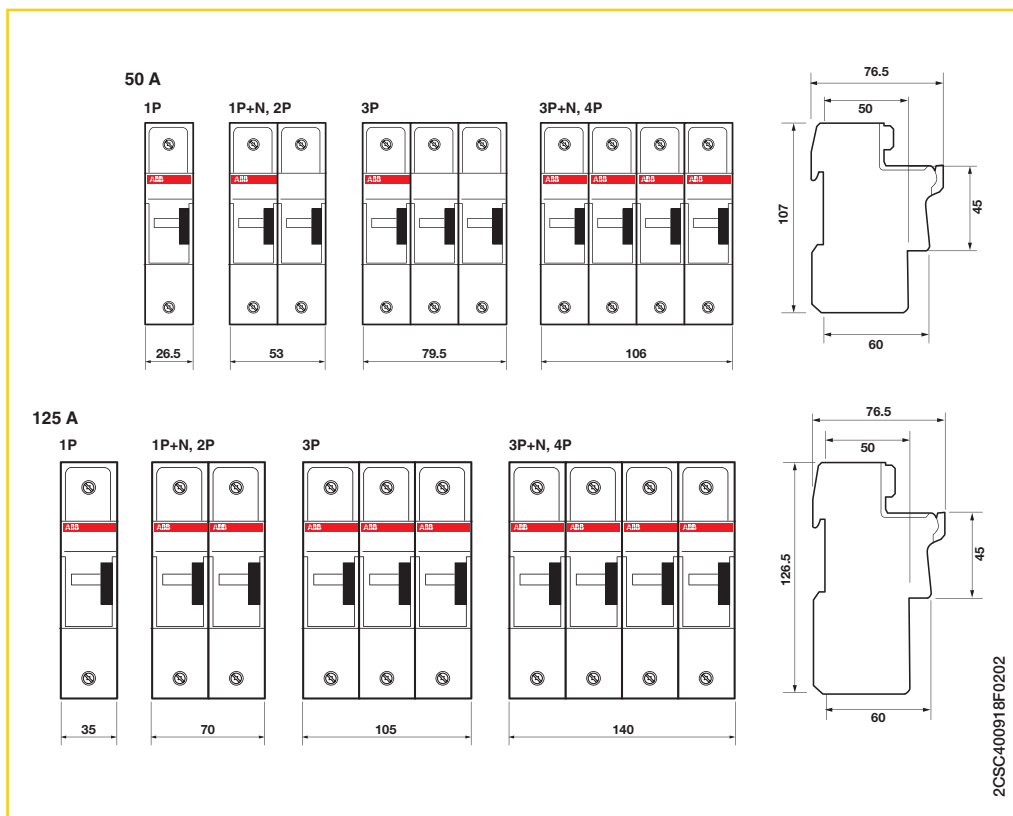 50 A
1P 1P+N, 2P 3P 3P+N, 4P
76.5
50
ABB ABB ABB ABB ABB ABB ABB
107
45
60
26.5 53 79.5 106
125 A
1P 1P+N, 2P 3P 3P+N, 4P
76.5
50
ABB ABB ABB ABB ABB ABB ABB ABB ABB ABB
126.5
45
60
35 70 105 140
2CSC400918F0202